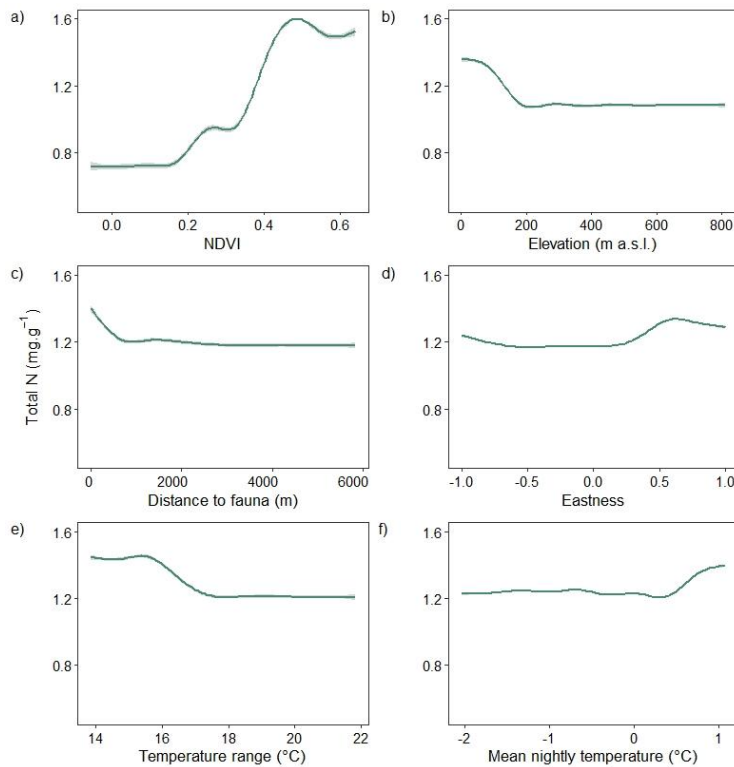 a)
1.6
1.2
0.8
0.0 0.2 0.4 0.6
NDVI
b)
1.6
1.2
0.8
0 200 400 600 800
Elevation (m a.s.l.)
Total N (mg.g⁻¹)
c)
1.6
1.2
0.8
0 2000 4000 6000
Distance to fauna (m)
d)
1.6
1.2
0.8
-1.0 -0.5 0.0 0.5 1.0
Eastness
e)
1.6
1.2
0.8
14 16 18 20 22
Temperature range (°C)
f)
1.6
1.2
0.8
-2 -1 0 1
Mean nightly temperature (°C)